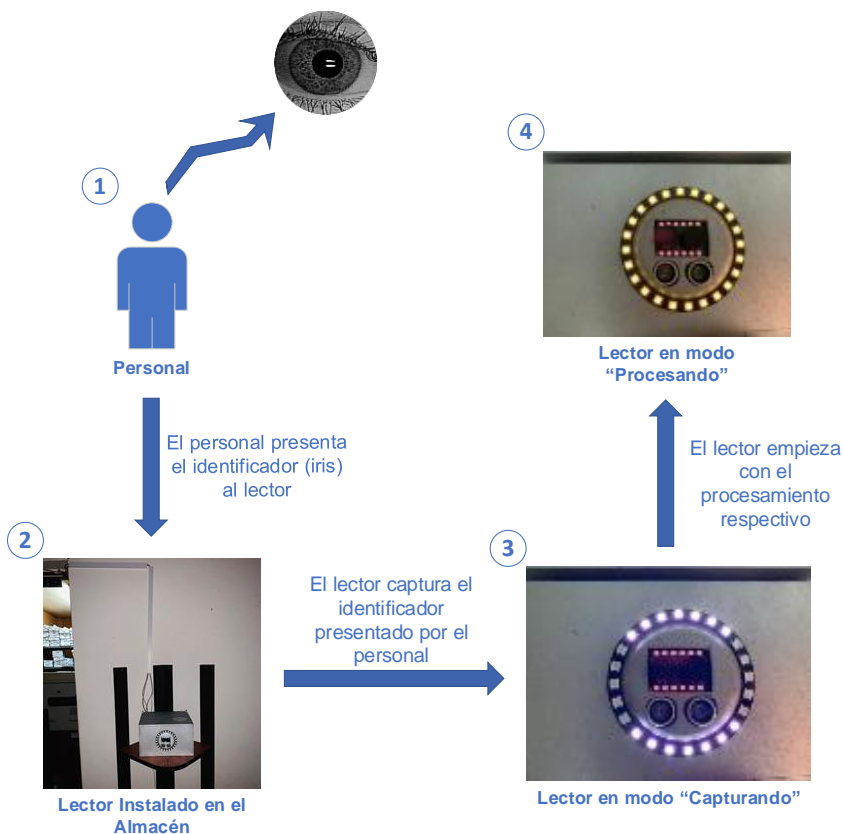 1
Personal
El personal presenta
el identificador (iris)
al lector
2
Lector Instalado en el
Almacén
El lector captura el
identificador
presentado por el
personal
3
Lector en modo “Capturando”
El lector empieza
con el
procesamiento
respectivo
4
Lector en modo
“Procesando”